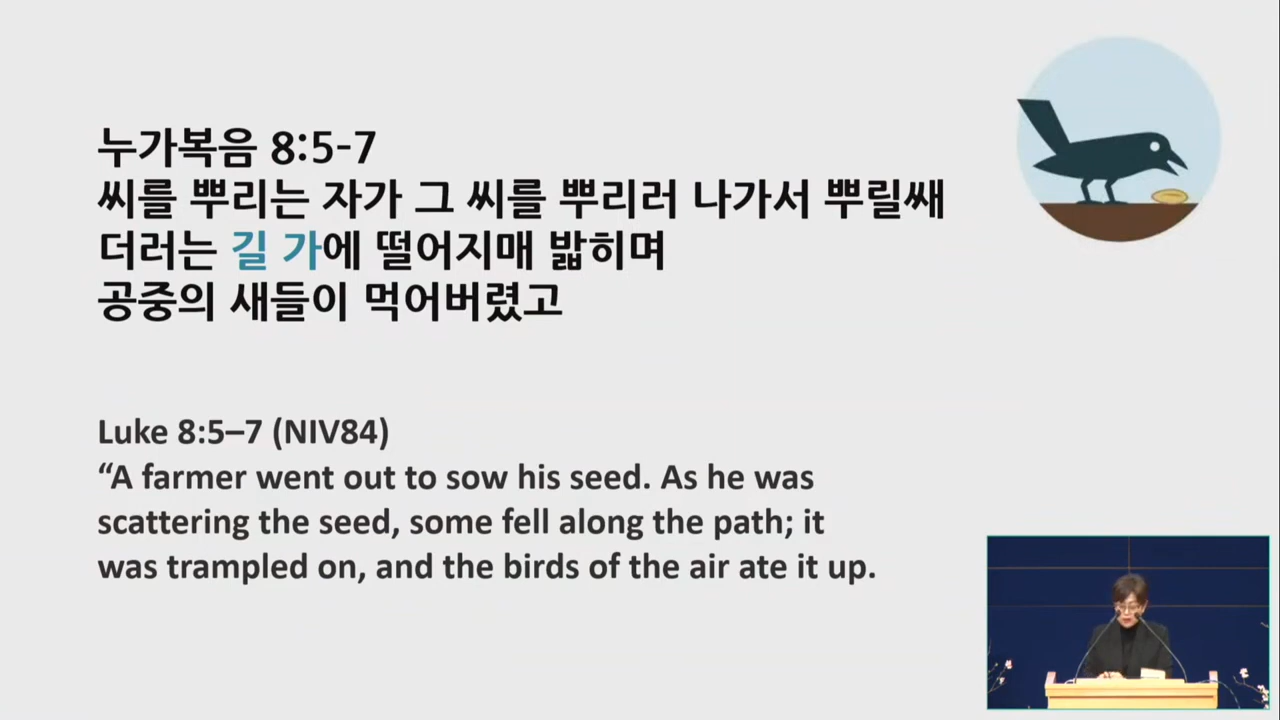 누가복음 8:5-7
씨를 뿌리는 자가 그 씨를 뿌리러 나가서 뿌릴쌔
더러는 길 가에 떨어지매 밟히며
공중의 새들이 먹어버렸고
Luke 8:5–7 (NIV84)
“A farmer went out to sow his seed. As he was
scattering the seed, some fell along the path; it
was trampled on, and the birds of the air ate it up.